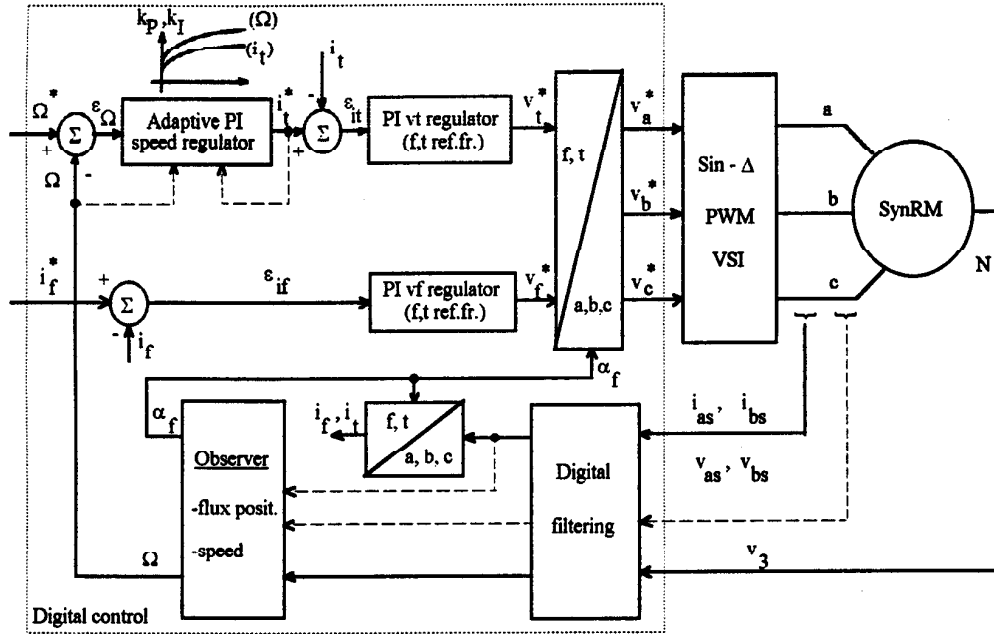 k_P, k_I
(Ω)
(i_t)
i_t
Ω*
ε_Ω
Adaptive PI
speed regulator
i_t*
ε_it
PI vt regulator
(f,t ref.fr.)
v_t*
v_a*
a
Σ
+
-
Σ
+
-
Ω
f, t
Sin - Δ
PWM
VSI
v_b*
b
SynRM
N
i_f*
+
Σ
-
i_f
ε_if
PI vf regulator
(f,t ref.fr.)
v_f*
a,b,c
v_c*
c
α_f
α_f
i_f, i_t
f, t
a, b, c
i_as, i_bs
v_as, v_bs
Observer
-flux posit.
-speed
Digital
filtering
Ω
v_3
Digital control